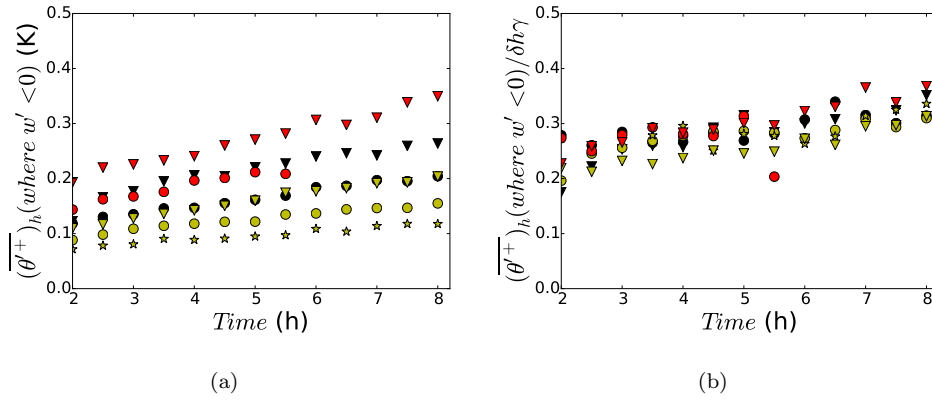 0.5
0.4
0.3
0.2
0.1
0.0
2 3 4 5 6 7 8
Time (h)
(θ′⁺)ₕ(where w′ <0) (K)
(a)
0.5
0.4
0.3
0.2
0.1
0.0
2 3 4 5 6 7 8
Time (h)
(θ′⁺)ₕ(where w′ <0)/δhγ
(b)